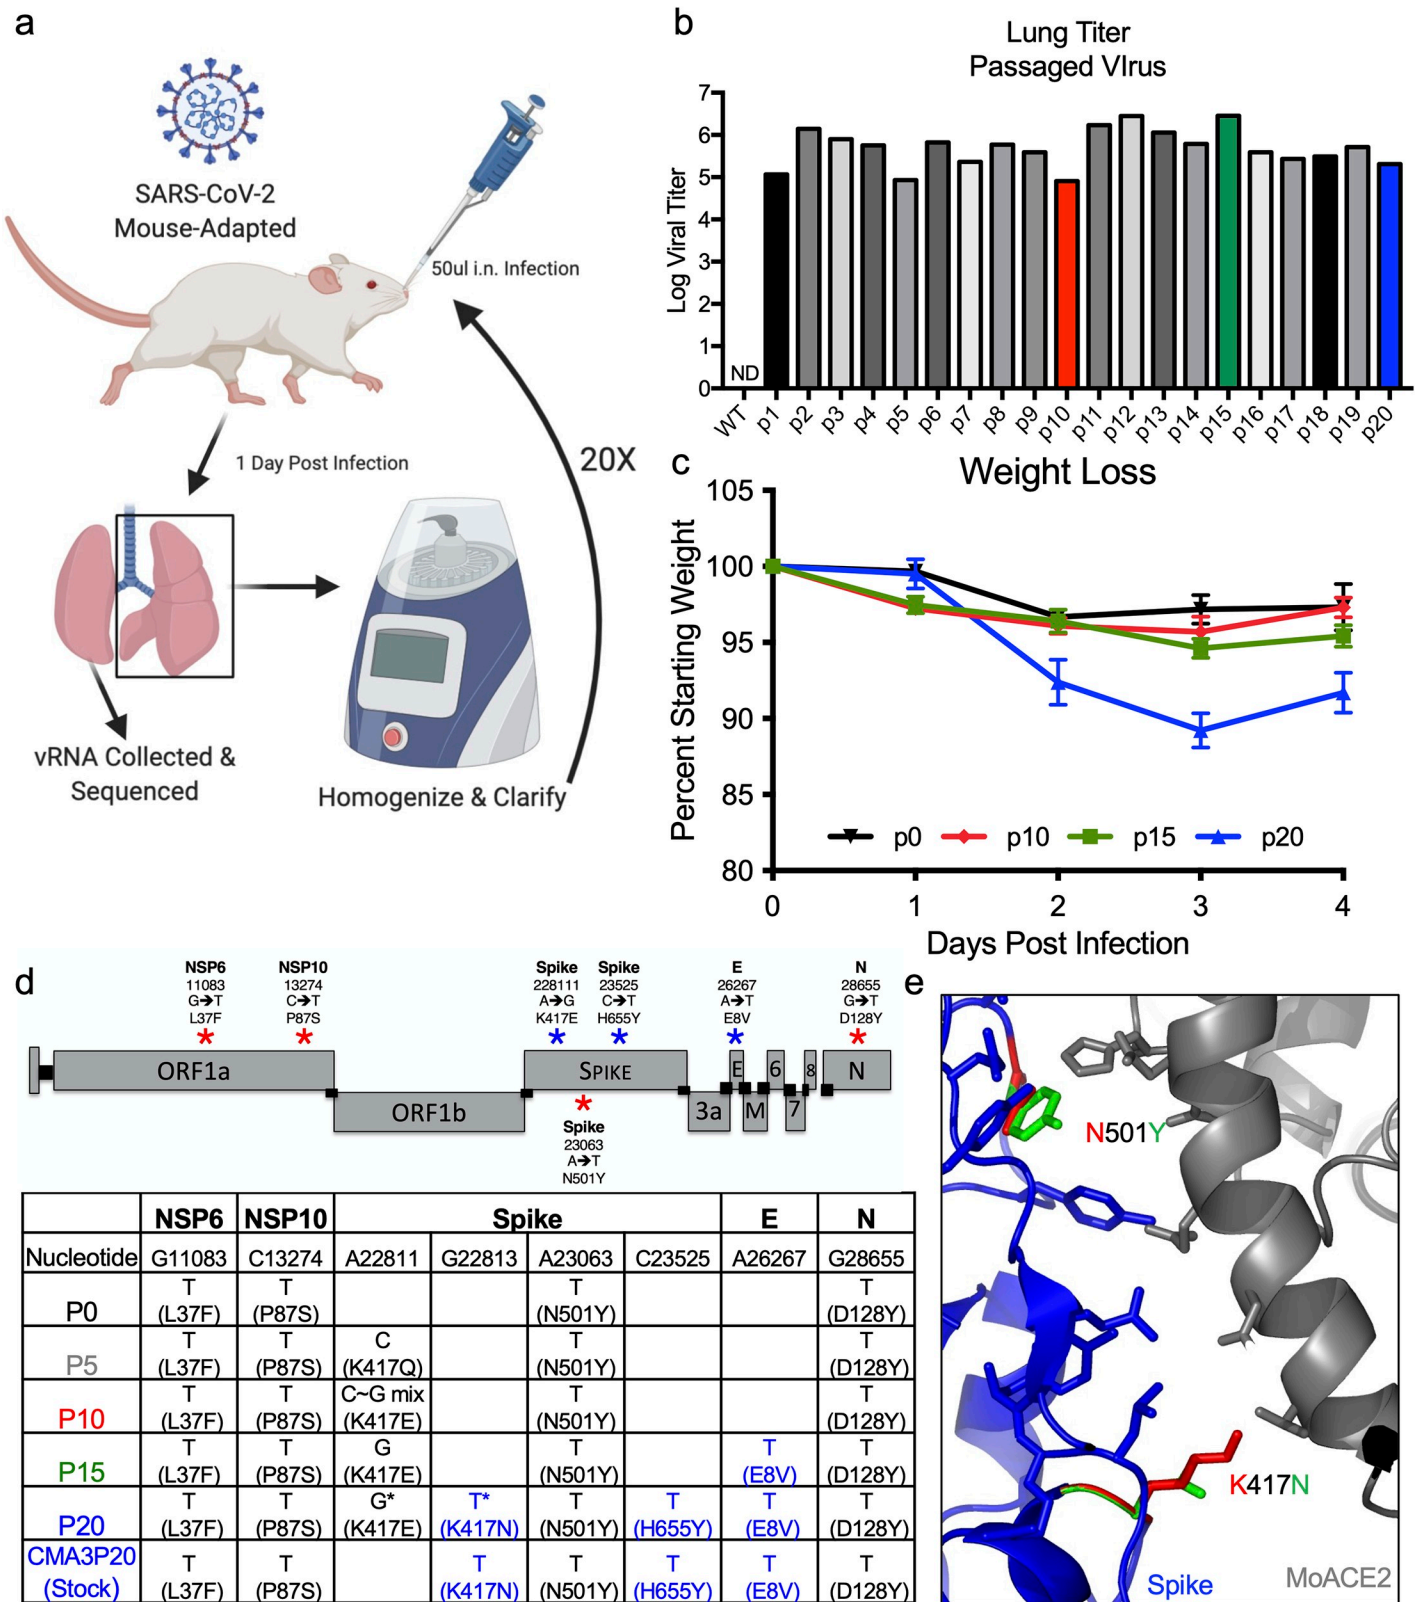 a
SARS-CoV-2
Mouse-Adapted
50ul i.n. Infection
1 Day Post Infection
20X
vRNA Collected &
Sequenced
Homogenize & Clarify
b
Lung Titer
Passaged VIrus
Log Viral Titer
7
6
5
4
3
2
1
0
ND
WT p1 p2 p3 p4 p5 p6 p7 p8 p9 p10 p11 p12 p13 p14 p15 p16 p17 p18 p19 p20
c
Weight Loss
Percent Starting Weight
105
100
95
90
85
80
p0 p10 p15 p20
0 1 2 3 4
Days Post Infection
d
NSP6 NSP10 Spike Spike E N
11083 13274 228111 23525 26267 28655
G➔T C➔T A➔G C➔T A➔T G➔T
L37F P87S K417E H655Y E8V D128Y
* * * * * *
ORF1a SPIKE E 6 8 N
ORF1b 3a M 7
*
Spike
23063
A➔T
N501Y
NSP6 NSP10 Spike E N
Nucleotide G11083 C13274 A22811 G22813 A23063 C23525 A26267 G28655
P0 T (L37F) T (P87S) T (N501Y) T (D128Y)
P5 T (L37F) T (P87S) C (K417Q) T (N501Y) T (D128Y)
P10 T (L37F) T (P87S) C~G mix (K417E) T (N501Y) T (D128Y)
P15 T (L37F) T (P87S) G (K417E) T (N501Y) T (E8V) T (D128Y)
P20 T (L37F) T (P87S) G* (K417E) T* (K417N) T (N501Y) T (H655Y) T (E8V) T (D128Y)
CMA3P20 (Stock) T (L37F) T (P87S) T (K417N) T (N501Y) T (H655Y) T (E8V) T (D128Y)
e
N501Y
K417N
Spike
MoACE2